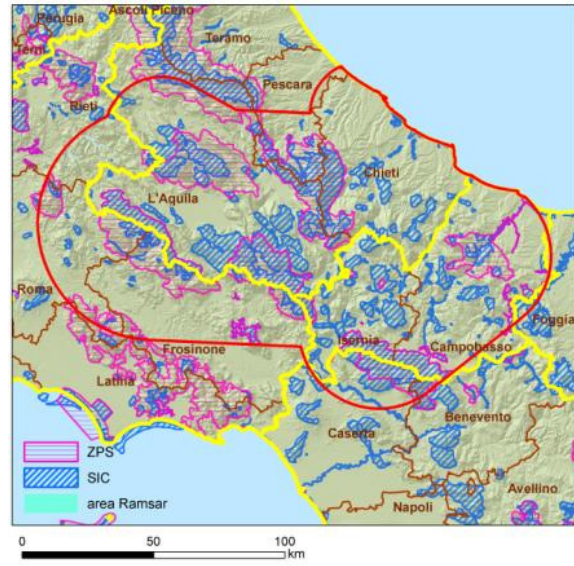 Perugia
Ascoli Piceno
Terni
Teramo
Pescara
Rieti
Chieti
L'Aquila
Roma
Foggia
Isernia
Campobasso
Frosinone
Latina
Benevento
Caserta
Avellino
Napoli
ZPS
SIC
area Ramsar
0 50 100
km